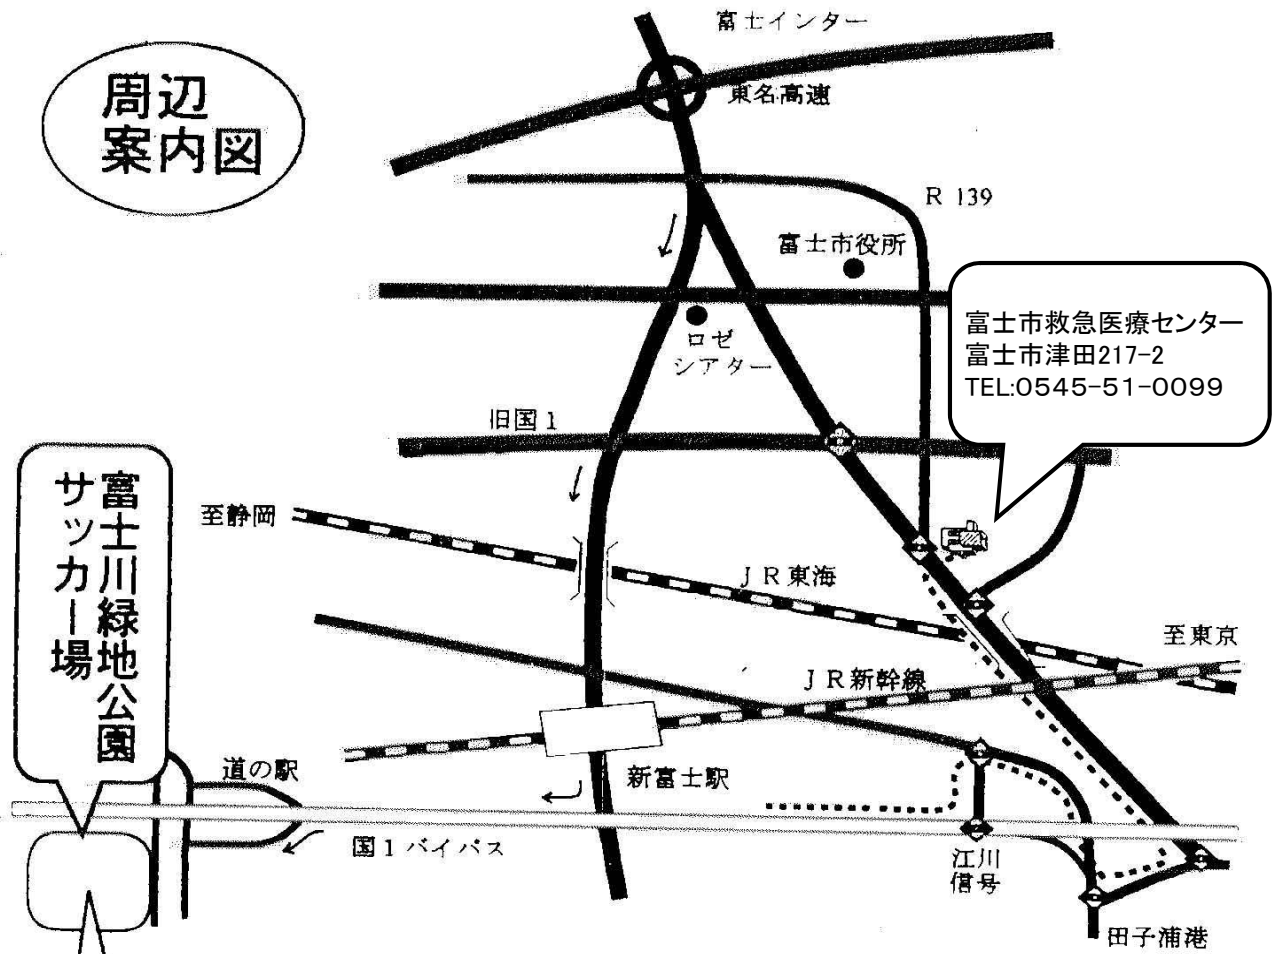 周辺
案内図
富士インター
東名高速
R 139
富士市役所
富士市救急医療センター
富士市津田217-2
TEL:0545-51-0099
ロゼ
シアター
旧国1
至静岡
富士川緑地公園
サッカー場
JR東海
至東京
JR新幹線
道の駅
新富士駅
国1バイパス
江川
信号
田子浦港